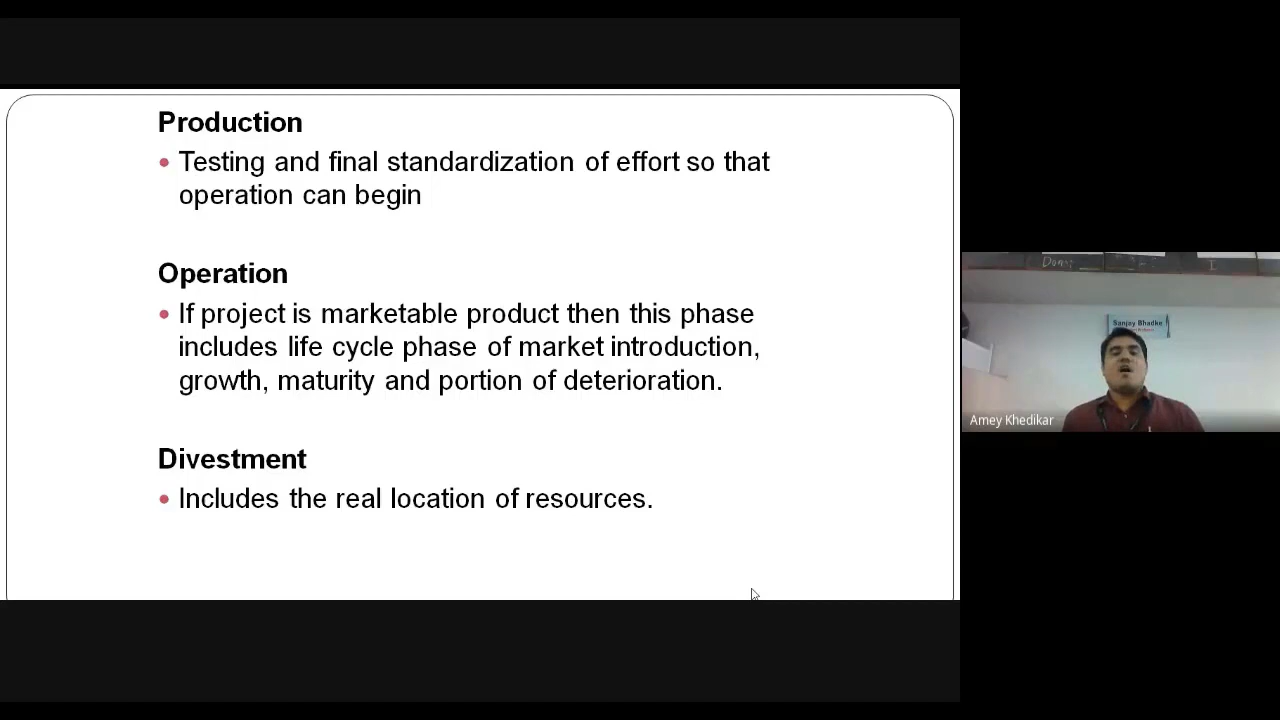 Production
• Testing and final standardization of effort so that
operation can begin
Operation
• If project is marketable product then this phase
includes life cycle phase of market introduction,
growth, maturity and portion of deterioration.
Divestment
• Includes the real location of resources.
Sanjay Bhadke
Amey Khedikar